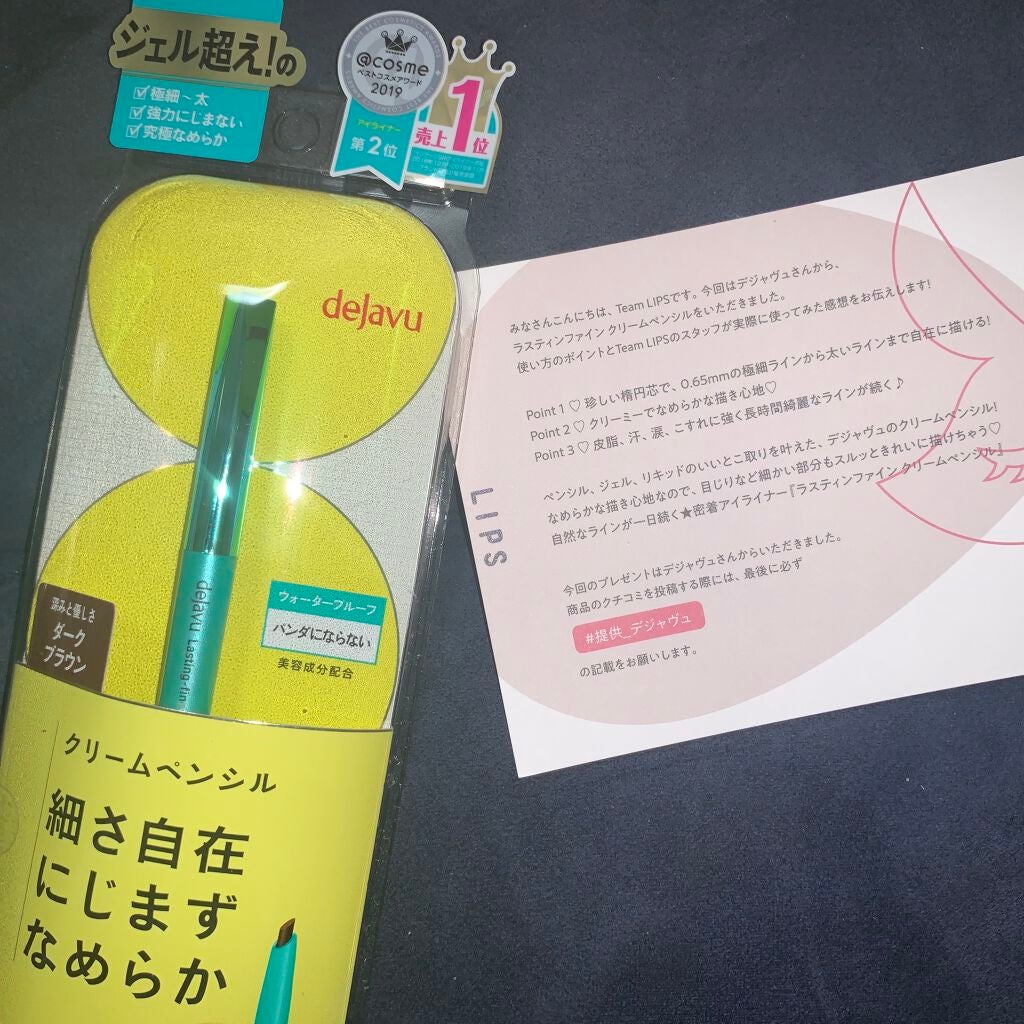 ジェル超え!の
極細~太
強力ににじまない
究極なめらか
@cosme
ベストコスメアワード
2019
アイライナー
第2位
売上1位
dejavu
dejavu Lasting-fin
深みと優しさ
ダーク
ブラウン
ウォータープルーフ
パンダにならない
美容成分配合
クリームペンシル
細さ自在
にじまず
なめらか
LIPS
みなさんこんにちは、Team LIPSです。今回はデジャヴュさんから、
ラスティンファイン クリームペンシルをいただきました。
使い方のポイントとTeam LIPSのスタッフが実際に使ってみた感想をお伝えします!
Point 1 ♡ 珍しい楕円芯で、0.65mmの極細ラインから太いラインまで自在に描ける!
Point 2 ♡ クリーミーでなめらかな描き心地♡
Point 3 ♡ 皮脂、汗、涙、こすれに強く長時間綺麗なラインが続く♪
ペンシル、ジェル、リキッドのいいとこ取りを叶えた、デジャヴュのクリームペンシル!
なめらかな描き心地なので、目じりなど細かい部分もスルッときれいに描けちゃう♡
自然なラインが一日続く★密着アイライナー『ラスティンファイン クリームペンシル』
今回のプレゼントはデジャヴュさんからいただきました。
商品のクチコミを投稿する際には、最後に必ず
#提供_デジャヴュ
の記載をお願いします。